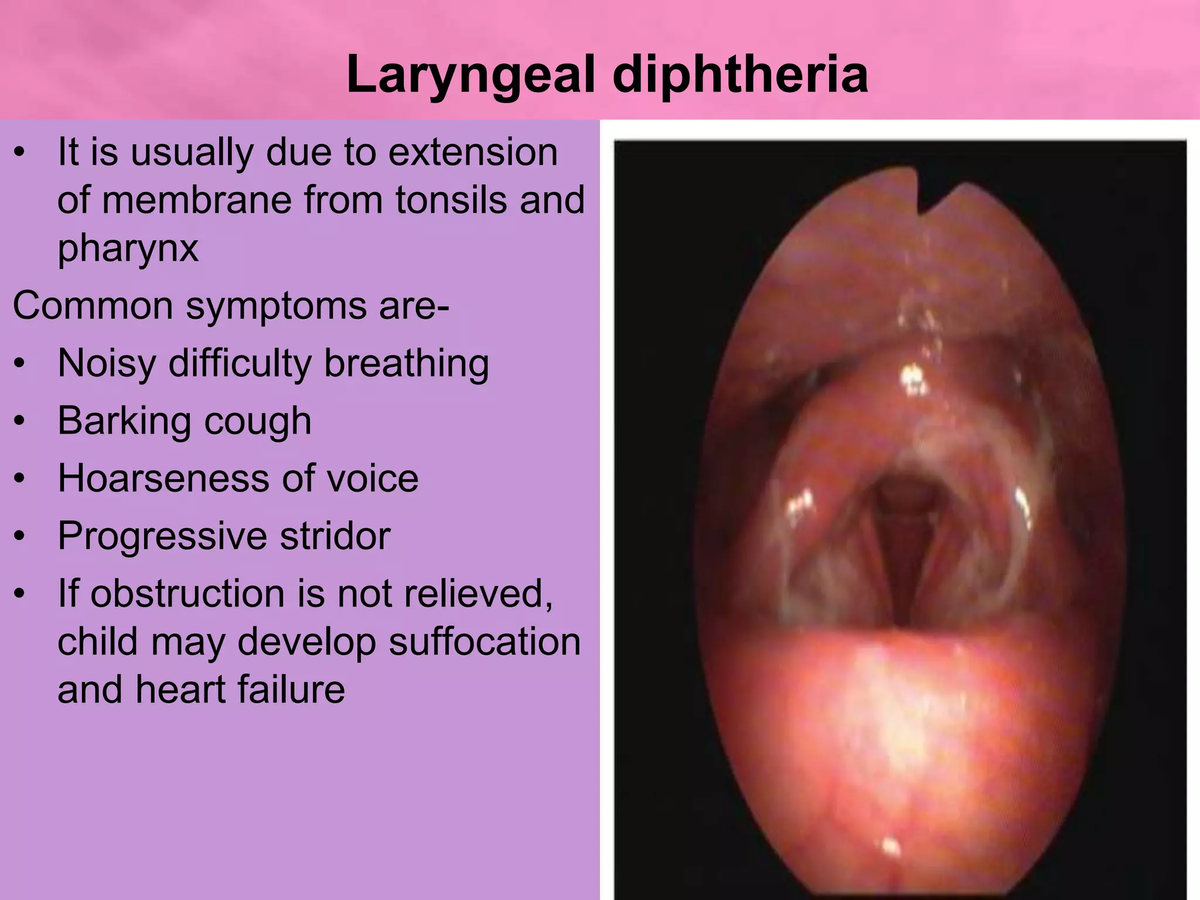 Laryngeal diphtheria
• It is usually due to extension
of membrane from tonsils and
pharynx
Common symptoms are-
• Noisy difficulty breathing
• Barking cough
• Hoarseness of voice
• Progressive stridor
• If obstruction is not relieved,
child may develop suffocation
and heart failure